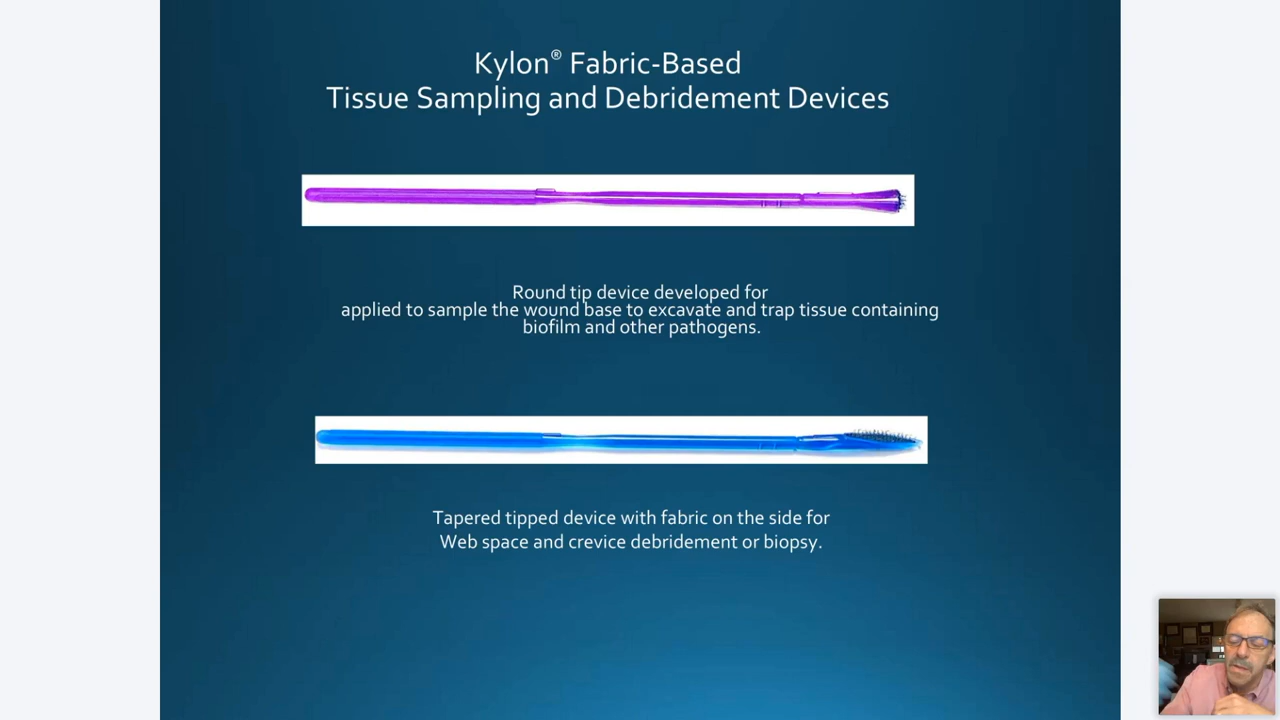 Kylon® Fabric-Based
Tissue Sampling and Debridement Devices
Round tip device developed for
applied to sample the wound base to excavate and trap tissue containing
biofilm and other pathogens.
Tapered tipped device with fabric on the side for
Web space and crevice debridement or biopsy.